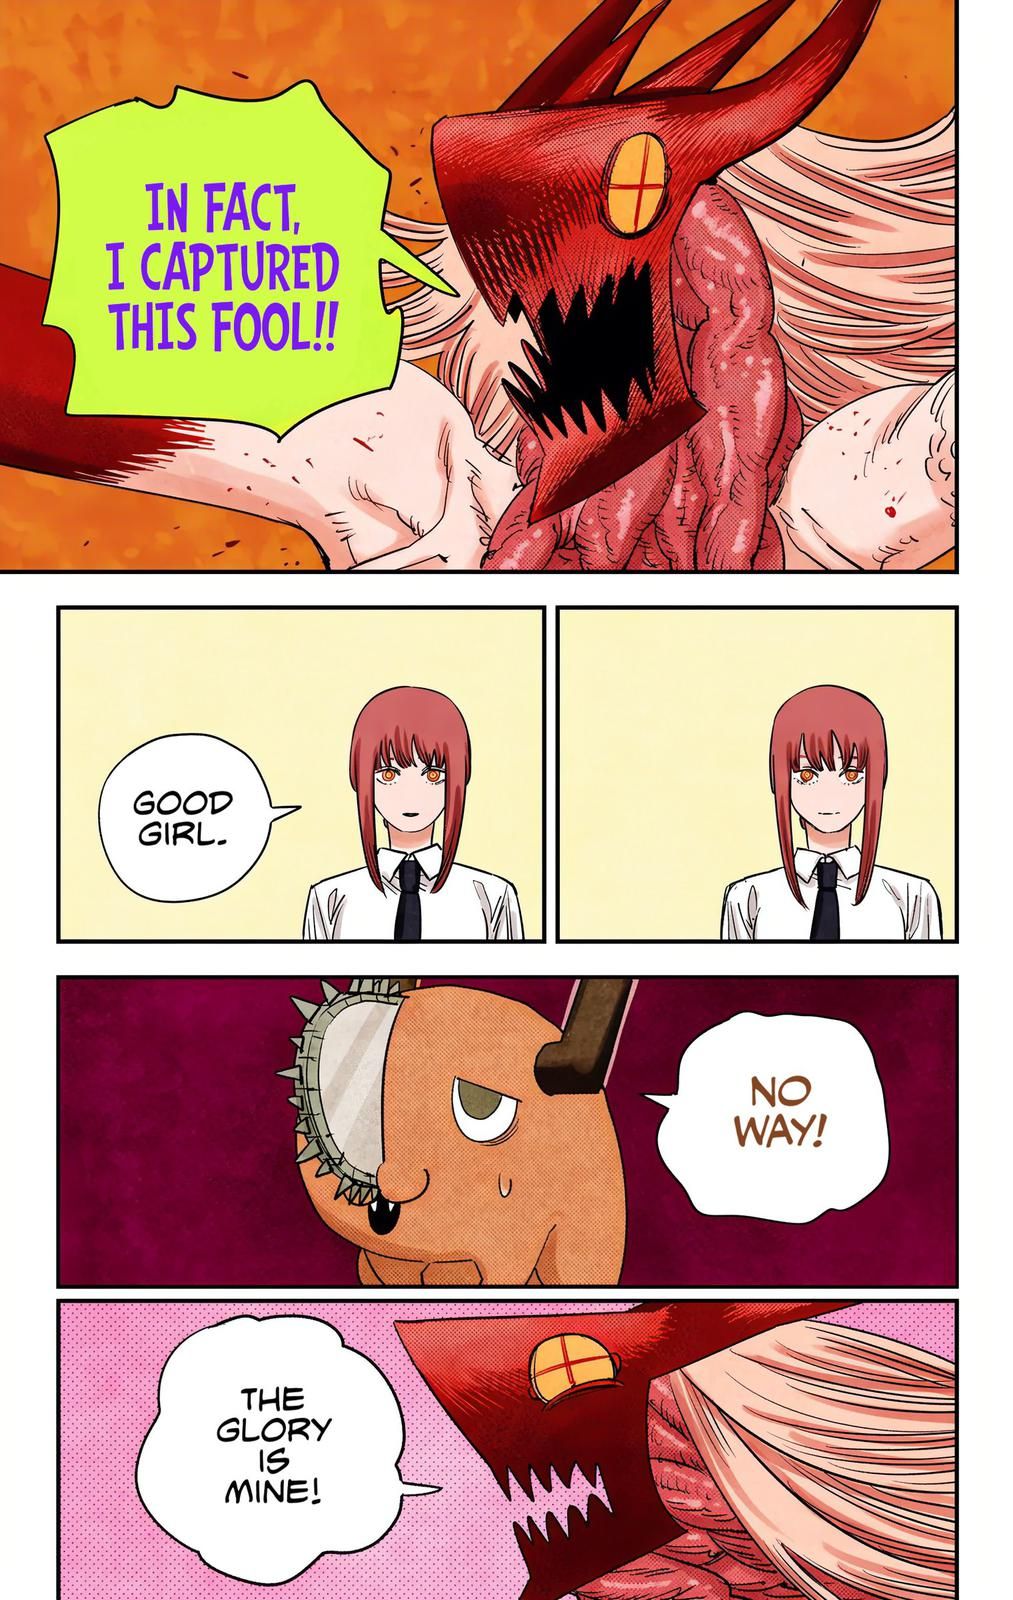 IN FACT,
I CAPTURED
THIS FOOL!!
GOOD
GIRL.
NO
WAY!
THE
GLORY
IS
MINE!